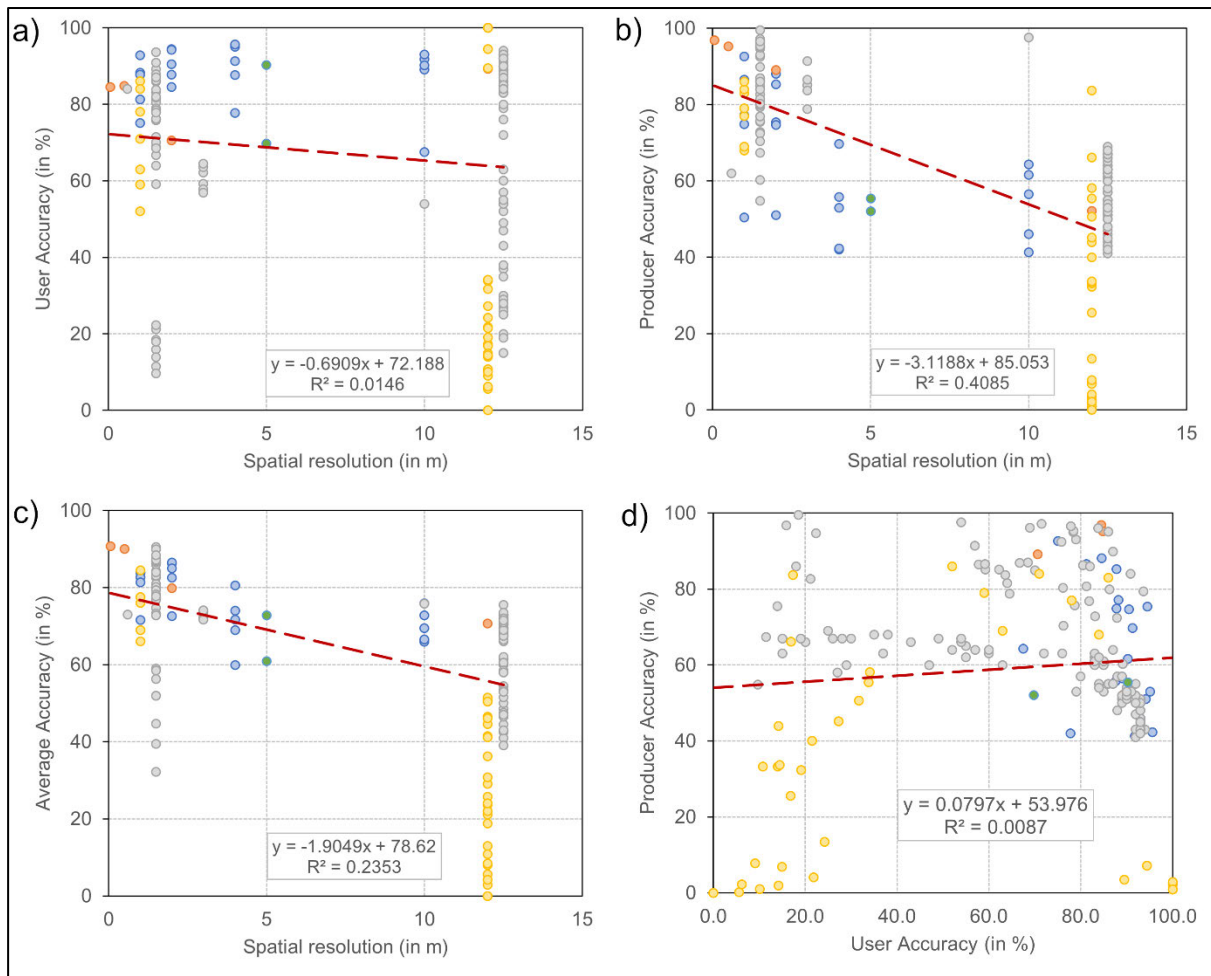 a)
100
80
60
40
20
0
User Accuracy (in %)
y = -0.6909x + 72.188
R² = 0.0146
0 5 10 15
Spatial resolution (in m)
b)
100
80
60
40
20
0
Producer Accuracy (in %)
y = -3.1188x + 85.053
R² = 0.4085
0 5 10 15
Spatial resolution (in m)
c)
100
80
60
40
20
0
Average Accuracy (in %)
y = -1.9049x + 78.62
R² = 0.2353
0 5 10 15
Spatial resolution (in m)
d)
100
80
60
40
20
0
Producer Accuracy (in %)
y = 0.0797x + 53.976
R² = 0.0087
0.0 20.0 40.0 60.0 80.0 100.0
User Accuracy (in %)